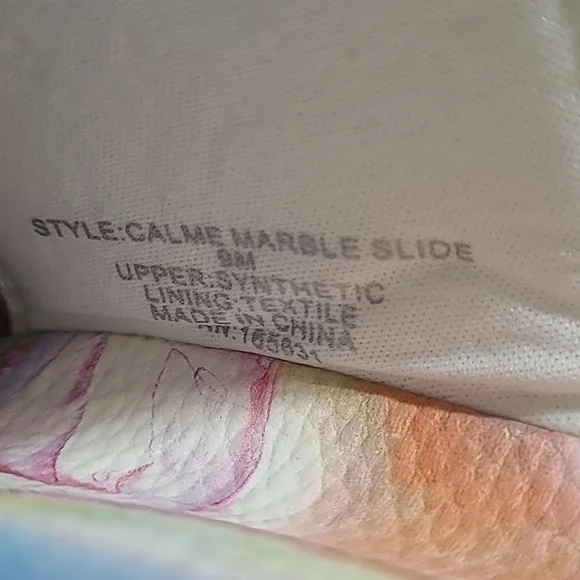 STYLE:CALME MARBLE SLIDE
9M
UPPER:SYNTHETIC
LINING:TEXTILE
MADE IN CHINA